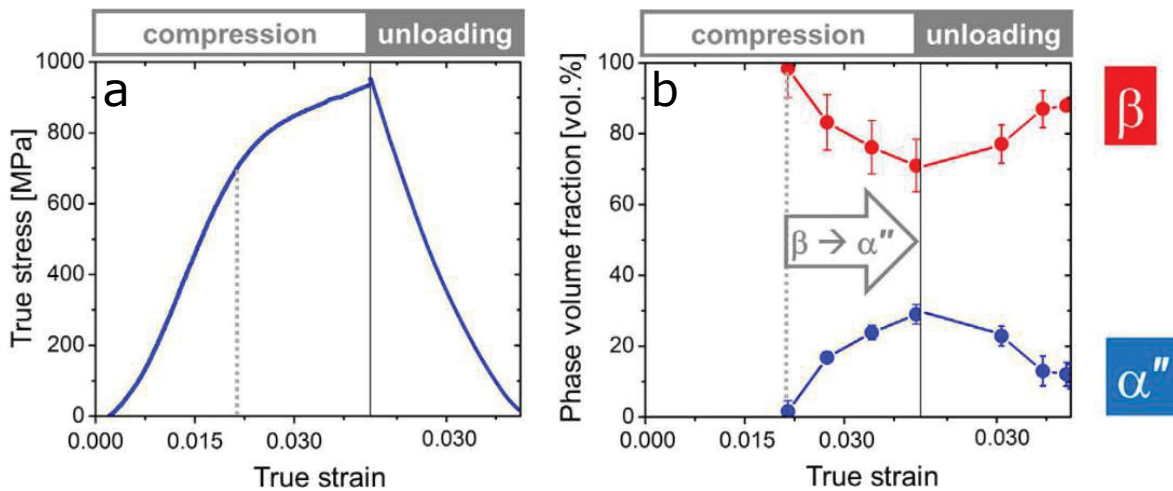 compression unloading
a
True stress [MPa]
1000
800
600
400
200
0
0.000 0.015 0.030 0.030
True strain
compression unloading
b
Phase volume fraction [vol.%]
100
80
60
40
20
0
β → α″
0.000 0.015 0.030 0.030
True strain
β
α″